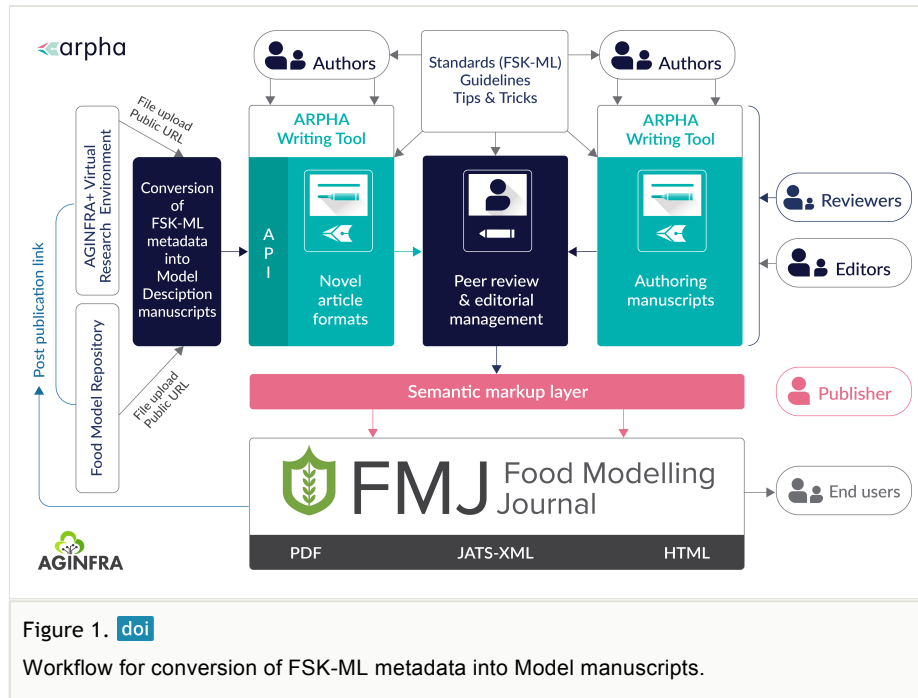 arpha
Authors
Standards (FSK-ML)
Guidelines
Tips & Tricks
Authors
File upload
Public URL
ARPHA
Writing Tool
ARPHA
Writing Tool
AGINFRA+ Virtual
Research Environment
Conversion
of
FSK-ML
metadata
into
Model
Desciption
manuscripts
A
P
I
Novel
article
formats
Peer review
& editorial
management
Authoring
manuscripts
Reviewers
Editors
Post publication link
Food Model Repository
File upload
Public URL
Semantic markup layer
Publisher
FMJ
Food Modelling
Journal
End users
PDF
JATS-XML
HTML
AGINFRA
Figure 1. doi
Workflow for conversion of FSK-ML metadata into Model manuscripts.